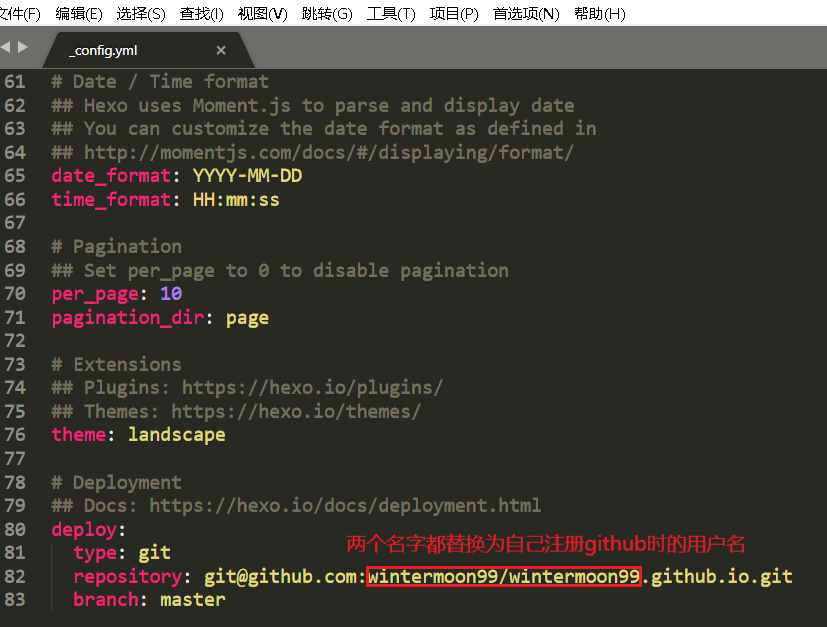 文件(F) 编辑(E) 选择(S) 查找(I) 视图(V) 跳转(G) 工具(T) 项目(P) 首选项(N) 帮助(H)
_config.yml ×
61 # Date / Time format
62 ## Hexo uses Moment.js to parse and display date
63 ## You can customize the date format as defined in
64 ## http://momentjs.com/docs/#/displaying/format/
65 date_format: YYYY-MM-DD
66 time_format: HH:mm:ss
67
68 # Pagination
69 ## Set per_page to 0 to disable pagination
70 per_page: 10
71 pagination_dir: page
72
73 # Extensions
74 ## Plugins: https://hexo.io/plugins/
75 ## Themes: https://hexo.io/themes/
76 theme: landscape
77
78 # Deployment
79 ## Docs: https://hexo.io/docs/deployment.html
80 deploy:
两个名字都替换为自己注册github时的用户名
81 type: git
82 repository: git@github.com:wintermoon99/wintermoon99.github.io.git
83 branch: master